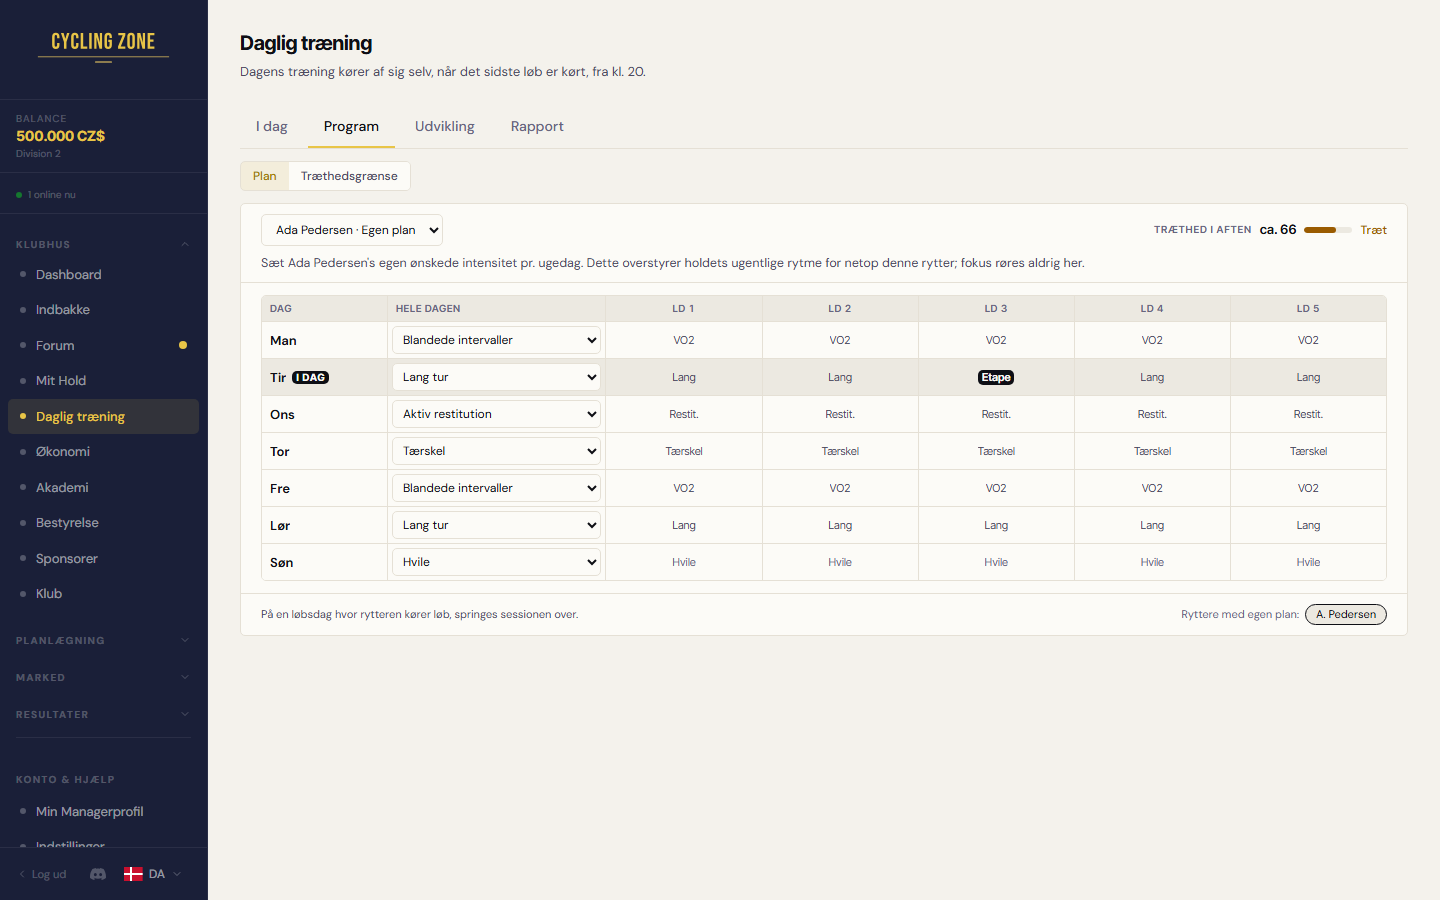 CYCLING ZONE
BALANCE
500.000 CZ$
Division 2
1 online nu
KLUBHUS
Dashboard
Indbakke
Forum
Mit Hold
Daglig træning
Økonomi
Akademi
Bestyrelse
Sponsorer
Klub
PLANLÆGNING
MARKED
RESULTATER
KONTO & HJÆLP
Min Managerprofil
Indstillinger
Log ud
DA
Daglig træning
Dagens træning kører af sig selv, når det sidste løb er kørt, fra kl. 20.
I dag Program Udvikling Rapport
Plan Træthedsgrænse
Ada Pedersen · Egen plan TRÆTHED I AFTEN ca. 66 Træt
Sæt Ada Pedersen's egen ønskede intensitet pr. ugedag. Dette overstyrer holdets ugentlige rytme for netop denne rytter; fokus røres aldrig her.
DAG HELE DAGEN LD 1 LD 2 LD 3 LD 4 LD 5
Man Blandede intervaller VO2 VO2 VO2 VO2 VO2
Tir I DAG Lang tur Lang Lang Etape Lang Lang
Ons Aktiv restitution Restit. Restit. Restit. Restit. Restit.
Tor Tærskel Tærskel Tærskel Tærskel Tærskel Tærskel
Fre Blandede intervaller VO2 VO2 VO2 VO2 VO2
Lør Lang tur Lang Lang Lang Lang Lang
Søn Hvile Hvile Hvile Hvile Hvile Hvile
På en løbsdag hvor rytteren kører løb, springes sessionen over. Ryttere med egen plan: A. Pedersen